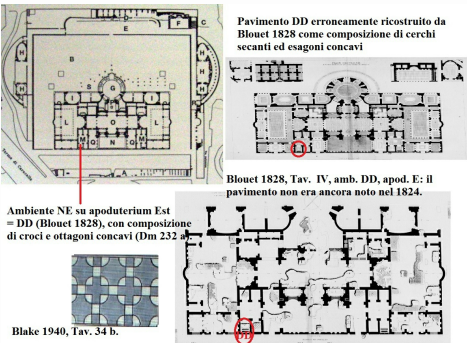 Pavimento DD erroneamente ricostruito da
Blouet 1828 come composizione di cerchi
secanti ed esagoni concavi
C
D
E
F
B
H
H
H
H
H
H
S
G
I
I
L
L
O
M
Q
N
Q
M
Blouet 1828, Tav. IV, amb. DD, apod. E: il
pavimento non era ancora noto nel 1824.
Ambiente NE su apoduterium Est
= DD (Blouet 1828), con composizione
di croci e ottagoni concavi (Dm 232 a).
DD
Blake 1940, Tav. 34 b.